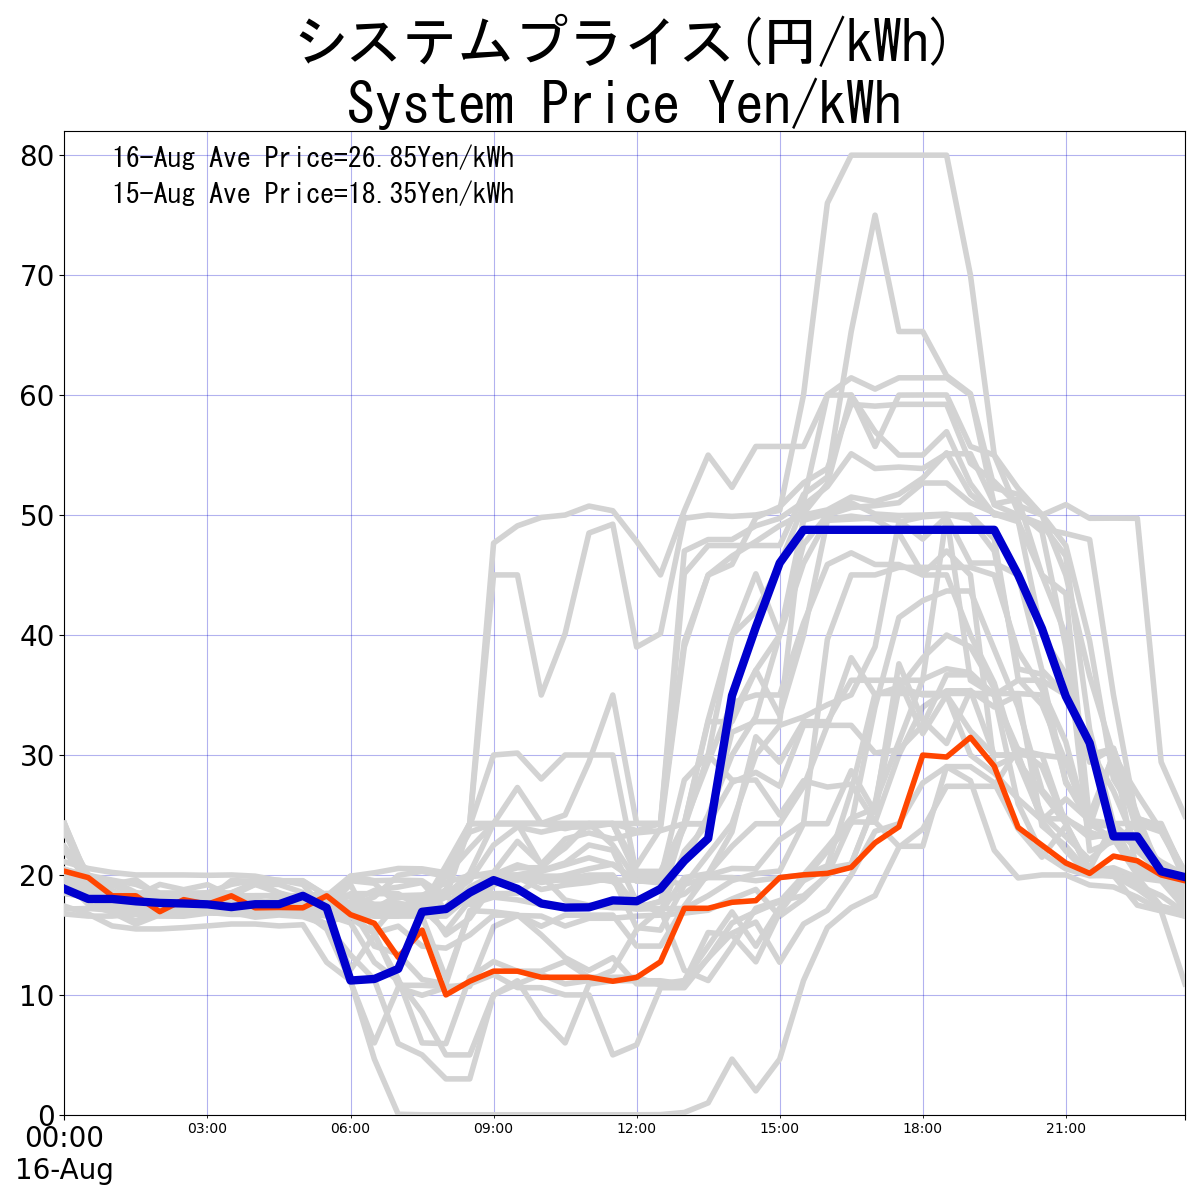 システムプライス(円/kWh)
System Price Yen/kWh
16-Aug Ave Price=26.85Yen/kWh
15-Aug Ave Price=18.35Yen/kWh
80
70
60
50
40
30
20
10
0
00:00 03:00 06:00 09:00 12:00 15:00 18:00 21:00
16-Aug